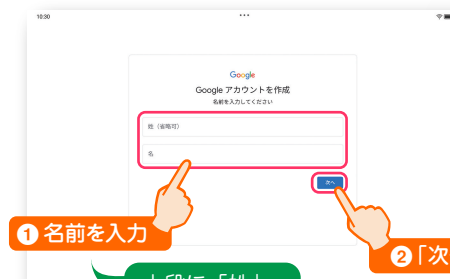 10:30
Google
Google アカウントを作成
名前を入力してください
姓（省略可）
名
次へ
1 名前を入力
2 「次